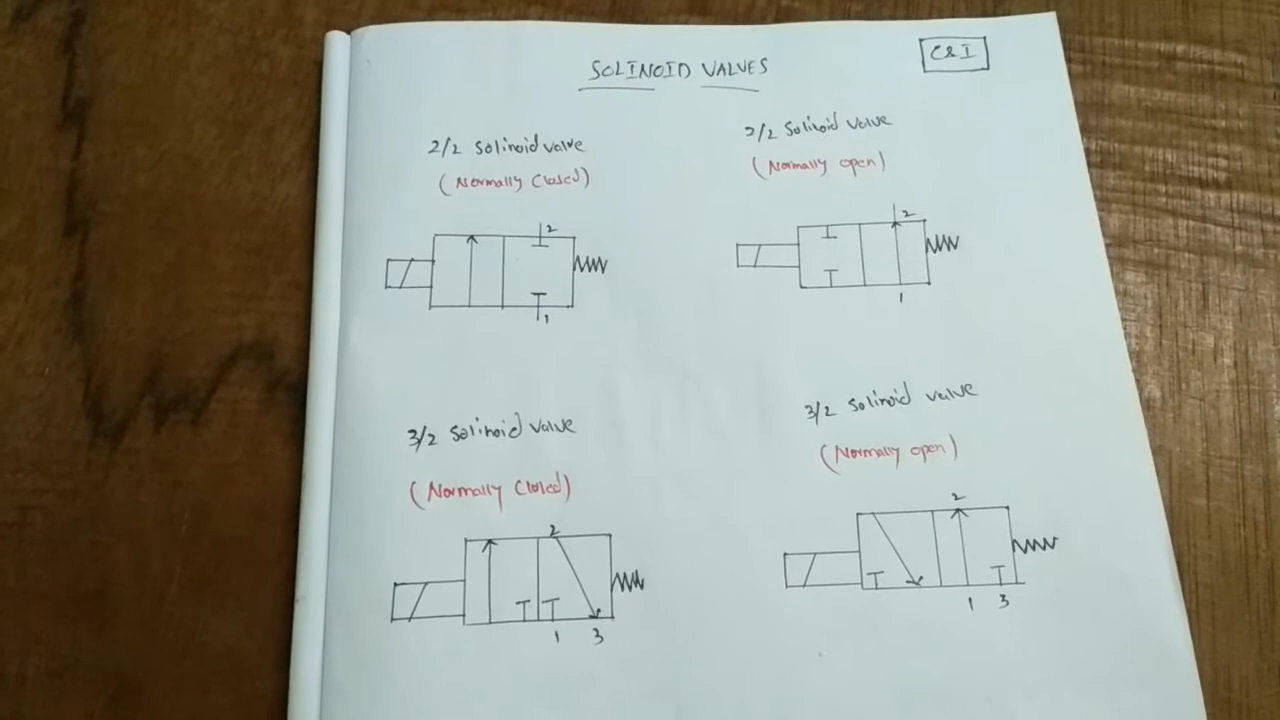 SOLINOID VALVES
C&I
2/2 Solinoid valve
(Normally Closed)
2
1
2/2 Solinoid valve
(Normally open)
2
1
3/2 Solinoid valve
(Normally Closed)
2
1 3
3/2 Solinoid valve
(Normally open)
2
1 3